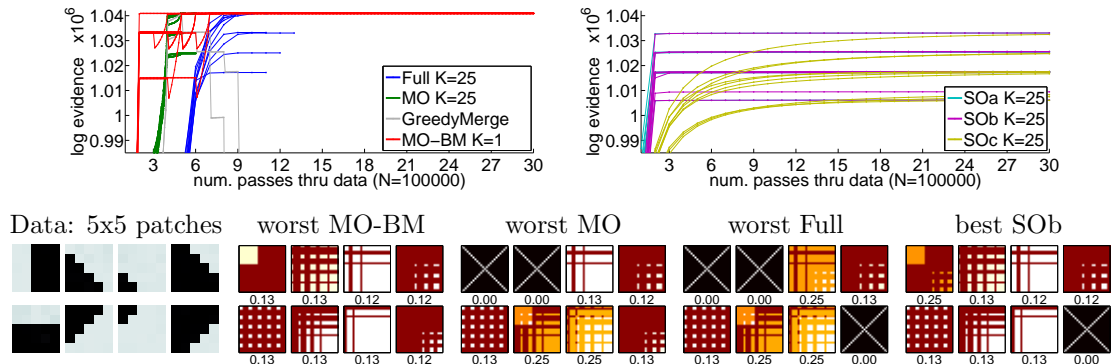 x10^6
1.04
1.03
1.02
1.01
1
0.99
log evidence
3 6 9 12 15 18 21 24 27 30
num. passes thru data (N=100000)
Full K=25
MO K=25
GreedyMerge
MO-BM K=1
x10^6
1.04
1.03
1.02
1.01
1
0.99
log evidence
3 6 9 12 15 18 21 24 27 30
num. passes thru data (N=100000)
SOa K=25
SOb K=25
SOc K=25
Data: 5x5 patches worst MO-BM worst MO worst Full best SOb
0.13 0.13 0.12 0.12 0.00 0.00 0.13 0.12 0.00 0.00 0.25 0.13 0.25 0.13 0.12 0.12
0.13 0.13 0.13 0.12 0.13 0.25 0.25 0.12 0.13 0.25 0.25 0.00 0.13 0.13 0.13 0.00